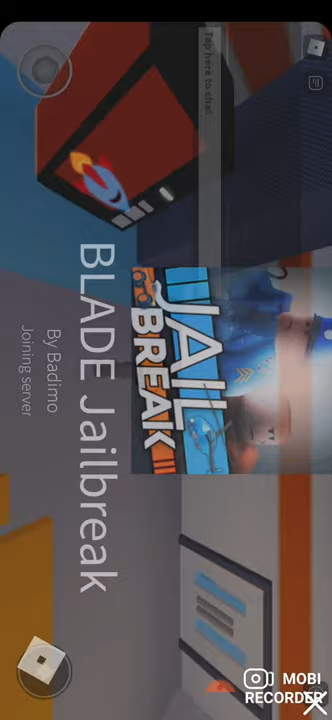 Tap here to chat
JAIL
BREAK
BLADE Jailbreak
By Badimo
Joining server
MOBI
RECORDER